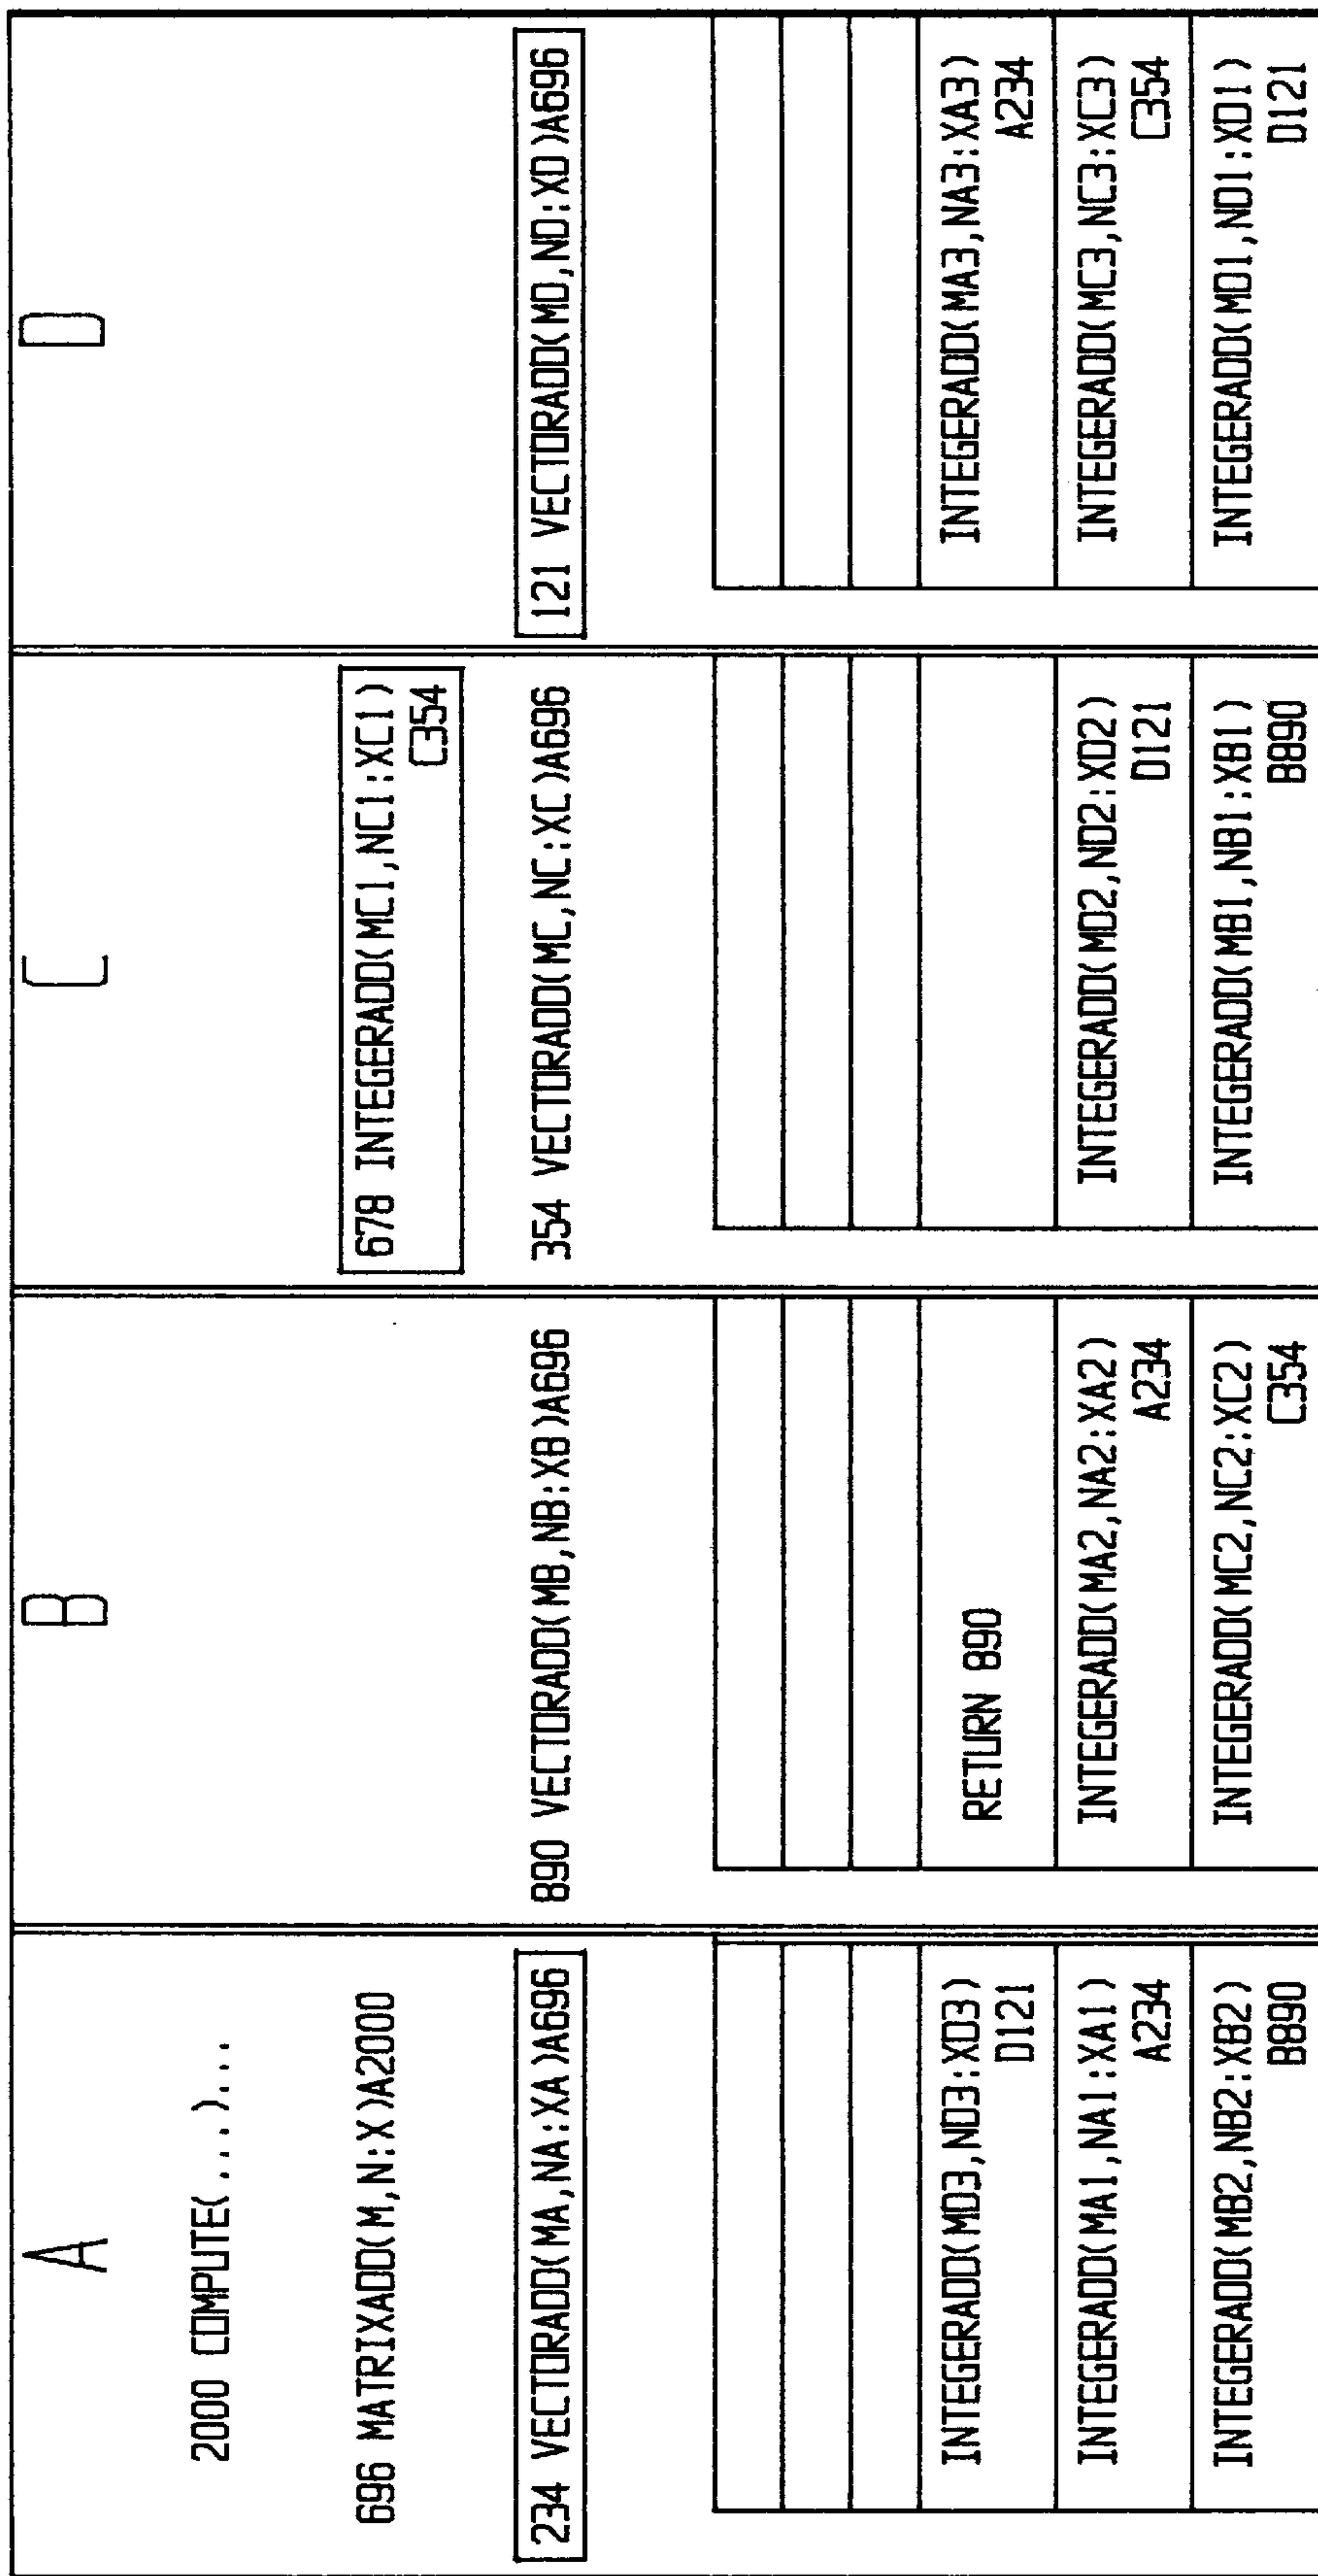 A
2000 COMPUTE(...)...
696 MATRIXADD(M,N:X)A2000
234 VECTORADD(MA,NA:XA)A696
INTEGERADD(MD3,ND3:XD3)
D121
INTEGERADD(MA1,NA1:XA1)
A234
INTEGERADD(MB2,NB2:XB2)
B890
B
890 VECTORADD(MB,NB:XB)A696
RETURN 890
INTEGERADD(MA2,NA2:XA2)
A234
INTEGERADD(MC2,NC2:XC2)
C354
C
678 INTEGERADD(MC1,NC1:XC1)
C354
354 VECTORADD(MC,NC:XC)A696
INTEGERADD(MD2,ND2:XD2)
D121
INTEGERADD(MB1,NB1:XB1)
B890
D
121 VECTORADD(MD,ND:XD)A696
INTEGERADD(MA3,NA3:XA3)
A234
INTEGERADD(MC3,NC3:XC3)
C354
INTEGERADD(MD1,ND1:XD1)
D121